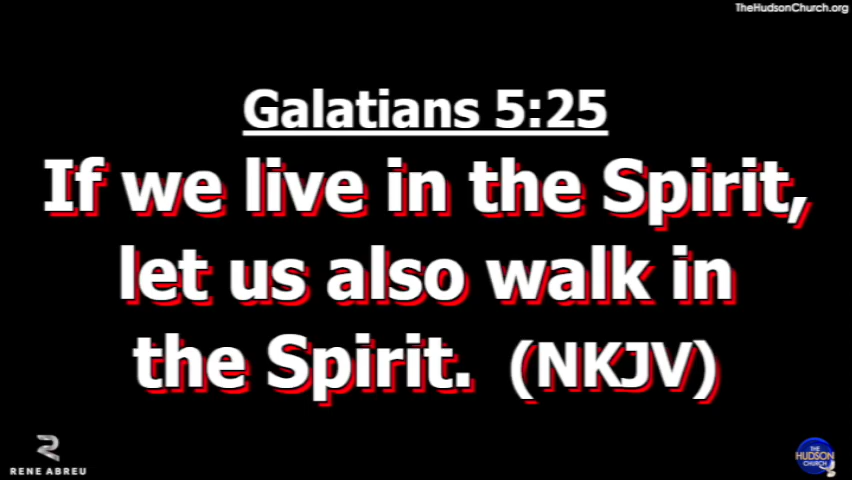 TheHudsonChurch.org
Galatians 5:25
If we live in the Spirit,
let us also walk in
the Spirit. (NKJV)
RENE ABREU
THE
HUDSON
CHURCH